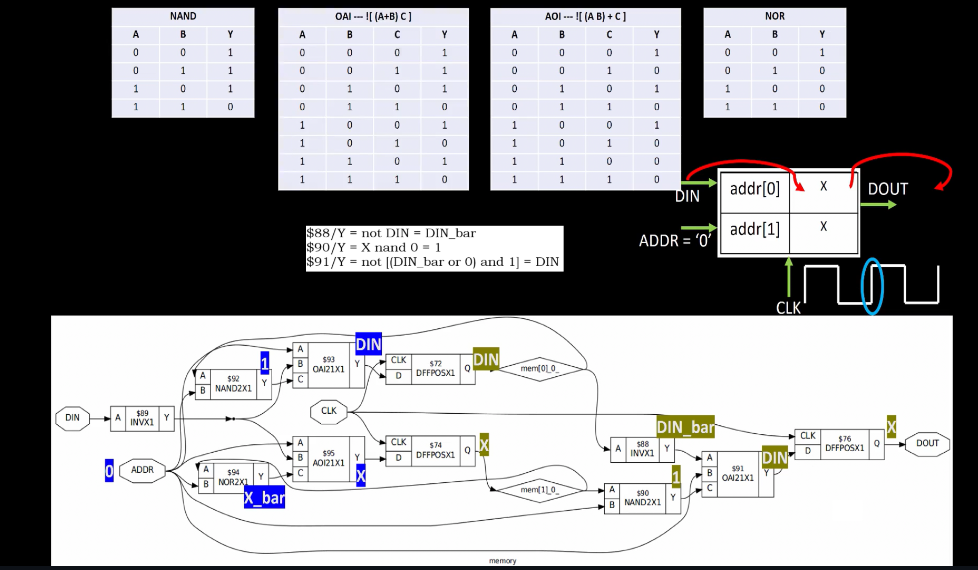 NAND
A B Y
0 0 1
0 1 1
1 0 1
1 1 0
OAI --- ![ (A+B) C ]
A B C Y
0 0 0 1
0 0 1 1
0 1 0 1
0 1 1 0
1 0 0 1
1 0 1 0
1 1 0 1
1 1 1 0
AOI --- ![ (A B) + C ]
A B C Y
0 0 0 1
0 0 1 0
0 1 0 1
0 1 1 0
1 0 0 1
1 0 1 0
1 1 0 0
1 1 1 0
NOR
A B Y
0 0 1
0 1 0
1 0 0
1 1 0
DIN
addr[0] X
DOUT
ADDR = ‘0’
addr[1] X
CLK
$88/Y = not DIN = DIN_bar
$90/Y = X nand 0 = 1
$91/Y = not [(DIN_bar or 0) and 1] = DIN
DIN
A $89 INVX1 Y
0
ADDR
1
A B $92 NAND2X1 Y
A B C $93 OAI21X1 Y
DIN
CLK D $72 DFFPOSX1 Q
DIN
mem[0]_0_
CLK
A B $94 NOR2X1 Y
X_bar
A B C $95 AOI21X1 Y
X
CLK D $74 DFFPOSX1 Q
X
mem[1]_0_
A $88 INVX1 Y
DIN_bar
A B $90 NAND2X1 Y
1
A B C $91 OAI21X1 Y
DIN
CLK D $76 DFFPOSX1 Q
X
DOUT
memory